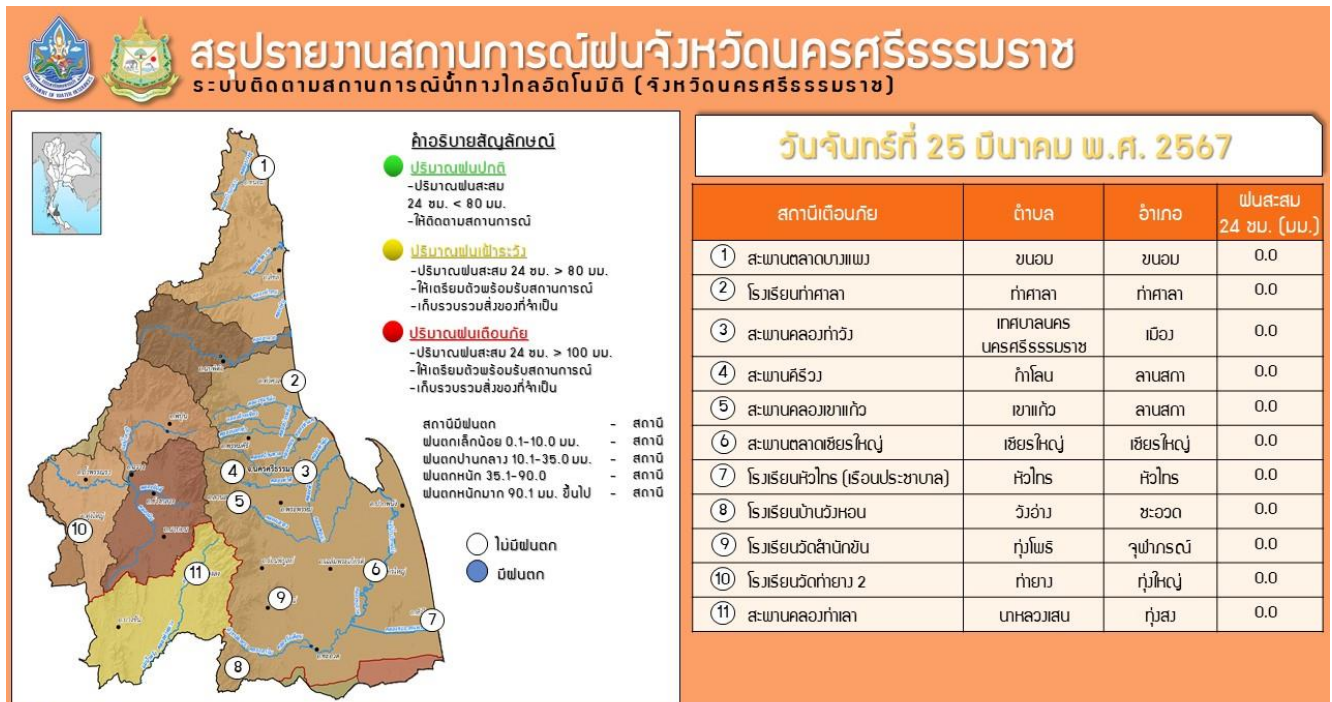 สรุปรายงานสถานการณ์ฝนจังหวัดนครศรีธรรมราช
ระบบติดตามสถานการณ์น้ำทางไกลอัตโนมัติ (จังหวัดนครศรีธรรมราช)
คำอธิบายสัญลักษณ์
ปริมาณฝนปกติ
-ปริมาณฝนสะสม
24 ชม. < 80 มม.
-ให้ติดตามสถานการณ์
ปริมาณฝนเฝ้าระวัง
-ปริมาณฝนสะสม 24 ชม. > 80 มม.
-ให้เตรียมตัวพร้อมรับสถานการณ์
-เก็บรวบรวมสิ่งของที่จำเป็น
ปริมาณฝนเตือนภัย
-ปริมาณฝนสะสม 24 ชม. > 100 มม.
-ให้เตรียมตัวพร้อมรับสถานการณ์
-เก็บรวบรวมสิ่งของที่จำเป็น
สถานีมีฝนตก - สถานี
ฝนตกเล็กน้อย 0.1-10.0 มม. - สถานี
ฝนตกปานกลาง 10.1-35.0 มม. - สถานี
ฝนตกหนัก 35.1-90.0 - สถานี
ฝนตกหนักมาก 90.1 มม. ขึ้นไป - สถานี
ไม่มีฝนตก
มีฝนตก
1
2
3
4
5
10
11
6
9
7
8
วันจันทร์ที่ 25 มีนาคม พ.ศ. 2567
สถานีเตือนภัย ตำบล อำเภอ ฝนสะสม
24 ชม. (มม.)
1 สะพานตลาดบางแพง ขนอม ขนอม 0.0
2 โรงเรียนท่าศาลา ท่าศาลา ท่าศาลา 0.0
3 สะพานคลองท่าวัง เทศบาลนคร
นครศรีธรรมราช เมือง 0.0
4 สะพานคีรีวง กำโลน ลานสกา 0.0
5 สะพานคลองเขาแก้ว เขาแก้ว ลานสกา 0.0
6 สะพานตลาดเชียรใหญ่ เชียรใหญ่ เชียรใหญ่ 0.0
7 โรงเรียนหัวไทร (เรือนประชาบาล) หัวไทร หัวไทร 0.0
8 โรงเรียนบ้านวังหอน วังอ่าง ชะอวด 0.0
9 โรงเรียนวัดสำนักขัน ทุ่งโพธิ จุฬาภรณ์ 0.0
10 โรงเรียนวัดท่ายาง 2 ท่ายาง ทุ่งใหญ่ 0.0
11 สะพานคลองท่าเลา นาหลวงเสน ทุ่งสง 0.0